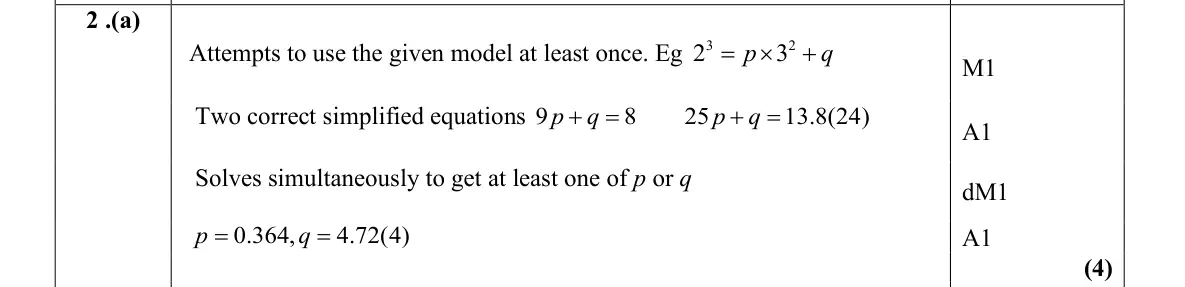 2 .(a)
Attempts to use the given model at least once. Eg 2³ = p×3² + q
M1
Two correct simplified equations 9p + q = 8 25p + q = 13.8(24)
A1
Solves simultaneously to get at least one of p or q
dM1
p = 0.364, q = 4.72(4)
A1
(4)